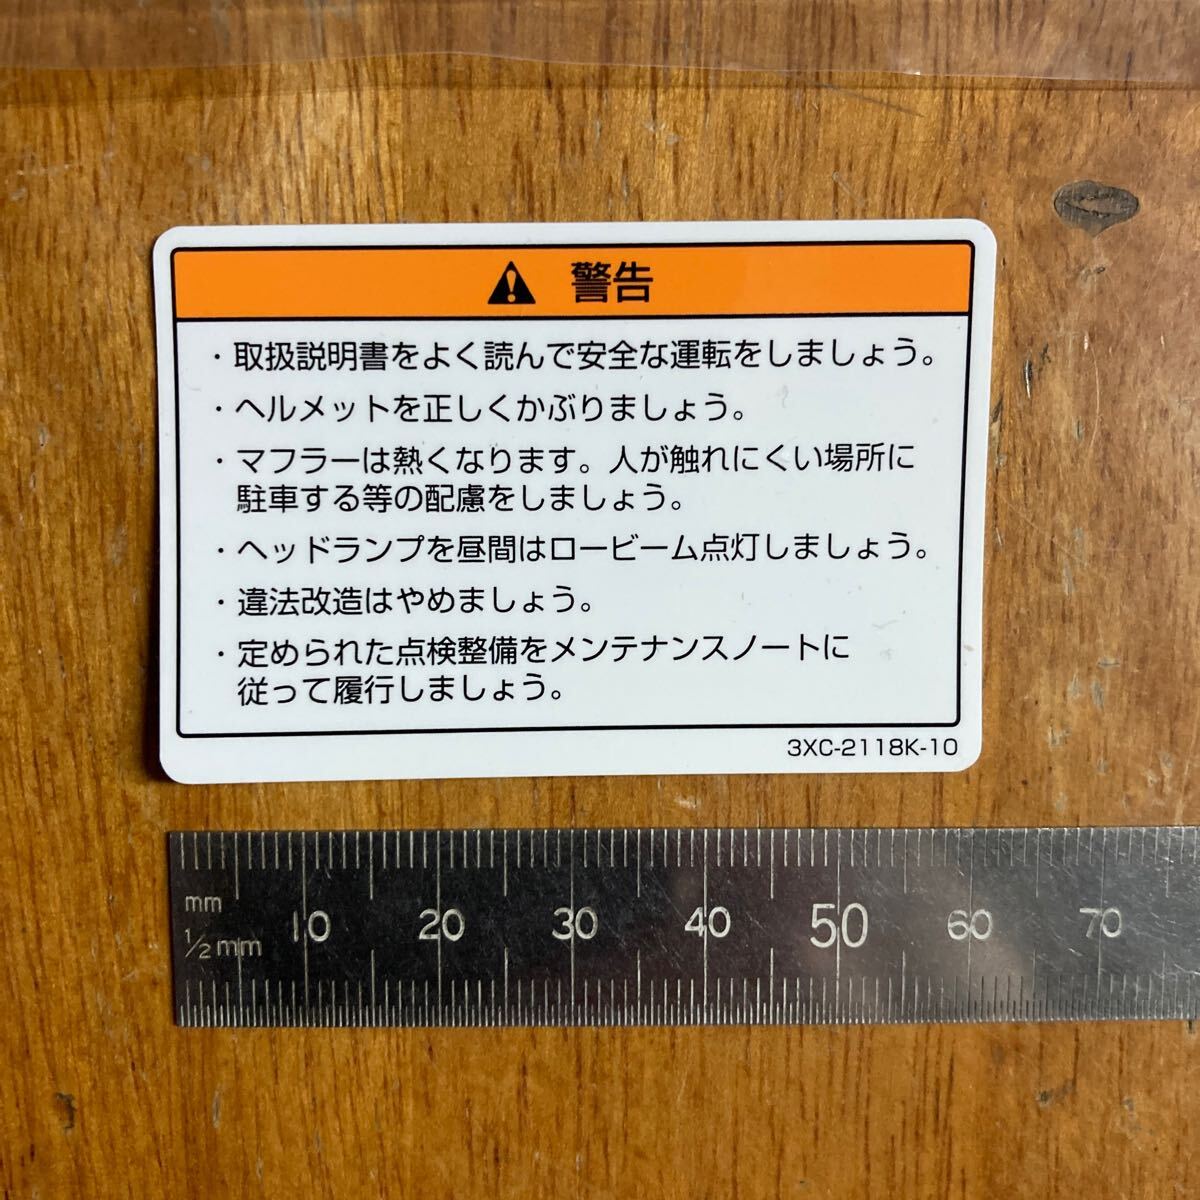 警告
・取扱説明書をよく読んで安全な運転をしましょう。
・ヘルメットを正しくかぶりましょう。
・マフラーは熱くなります。人が触れにくい場所に
駐車する等の配慮をしましょう。
・ヘッドランプを昼間はロービーム点灯しましょう。
・違法改造はやめましょう。
・定められた点検整備をメンテナンスノートに
従って履行しましょう。
3XC-2118K-10
mm 10 20 30 40 50 60 70
1/2 mm